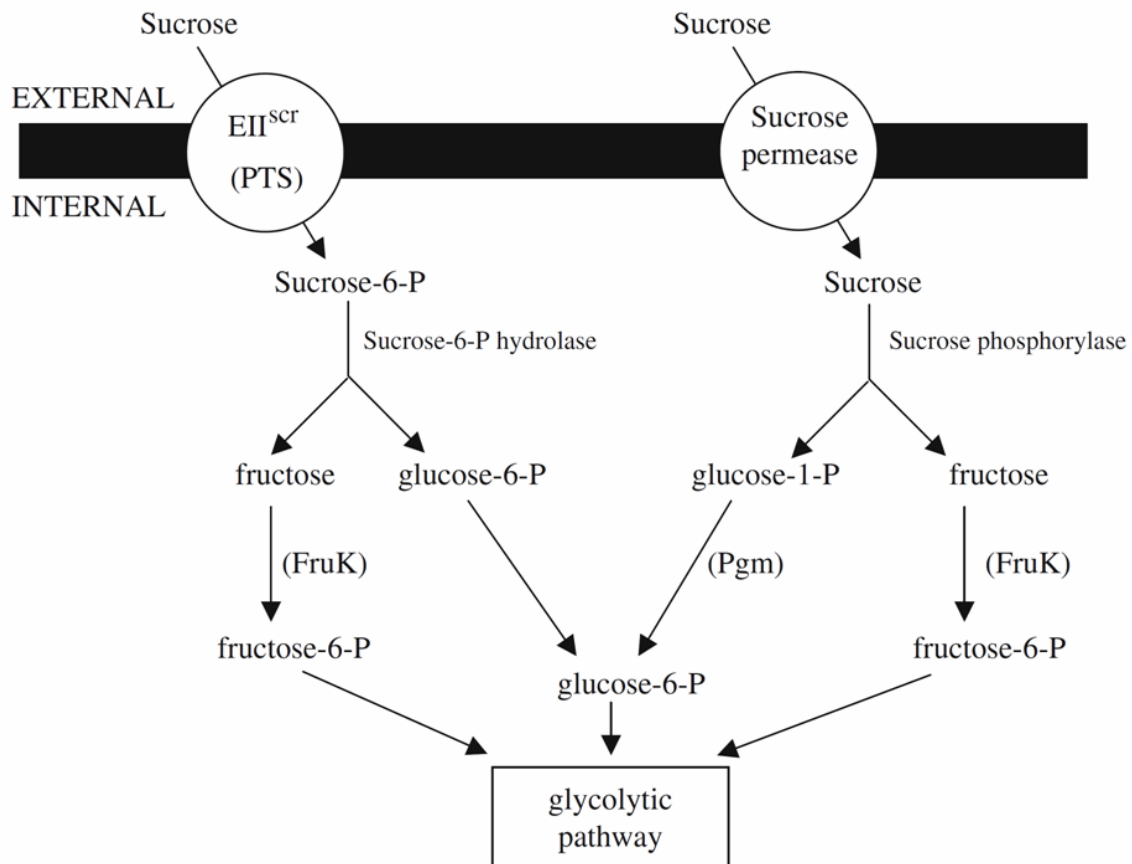 Sucrose
Sucrose
EXTERNAL
EII^scr
(PTS)
Sucrose
permease
INTERNAL
Sucrose-6-P
Sucrose
Sucrose-6-P hydrolase
Sucrose phosphorylase
fructose
glucose-6-P
glucose-1-P
fructose
(FruK)
(Pgm)
(FruK)
fructose-6-P
glucose-6-P
fructose-6-P
glycolytic
pathway